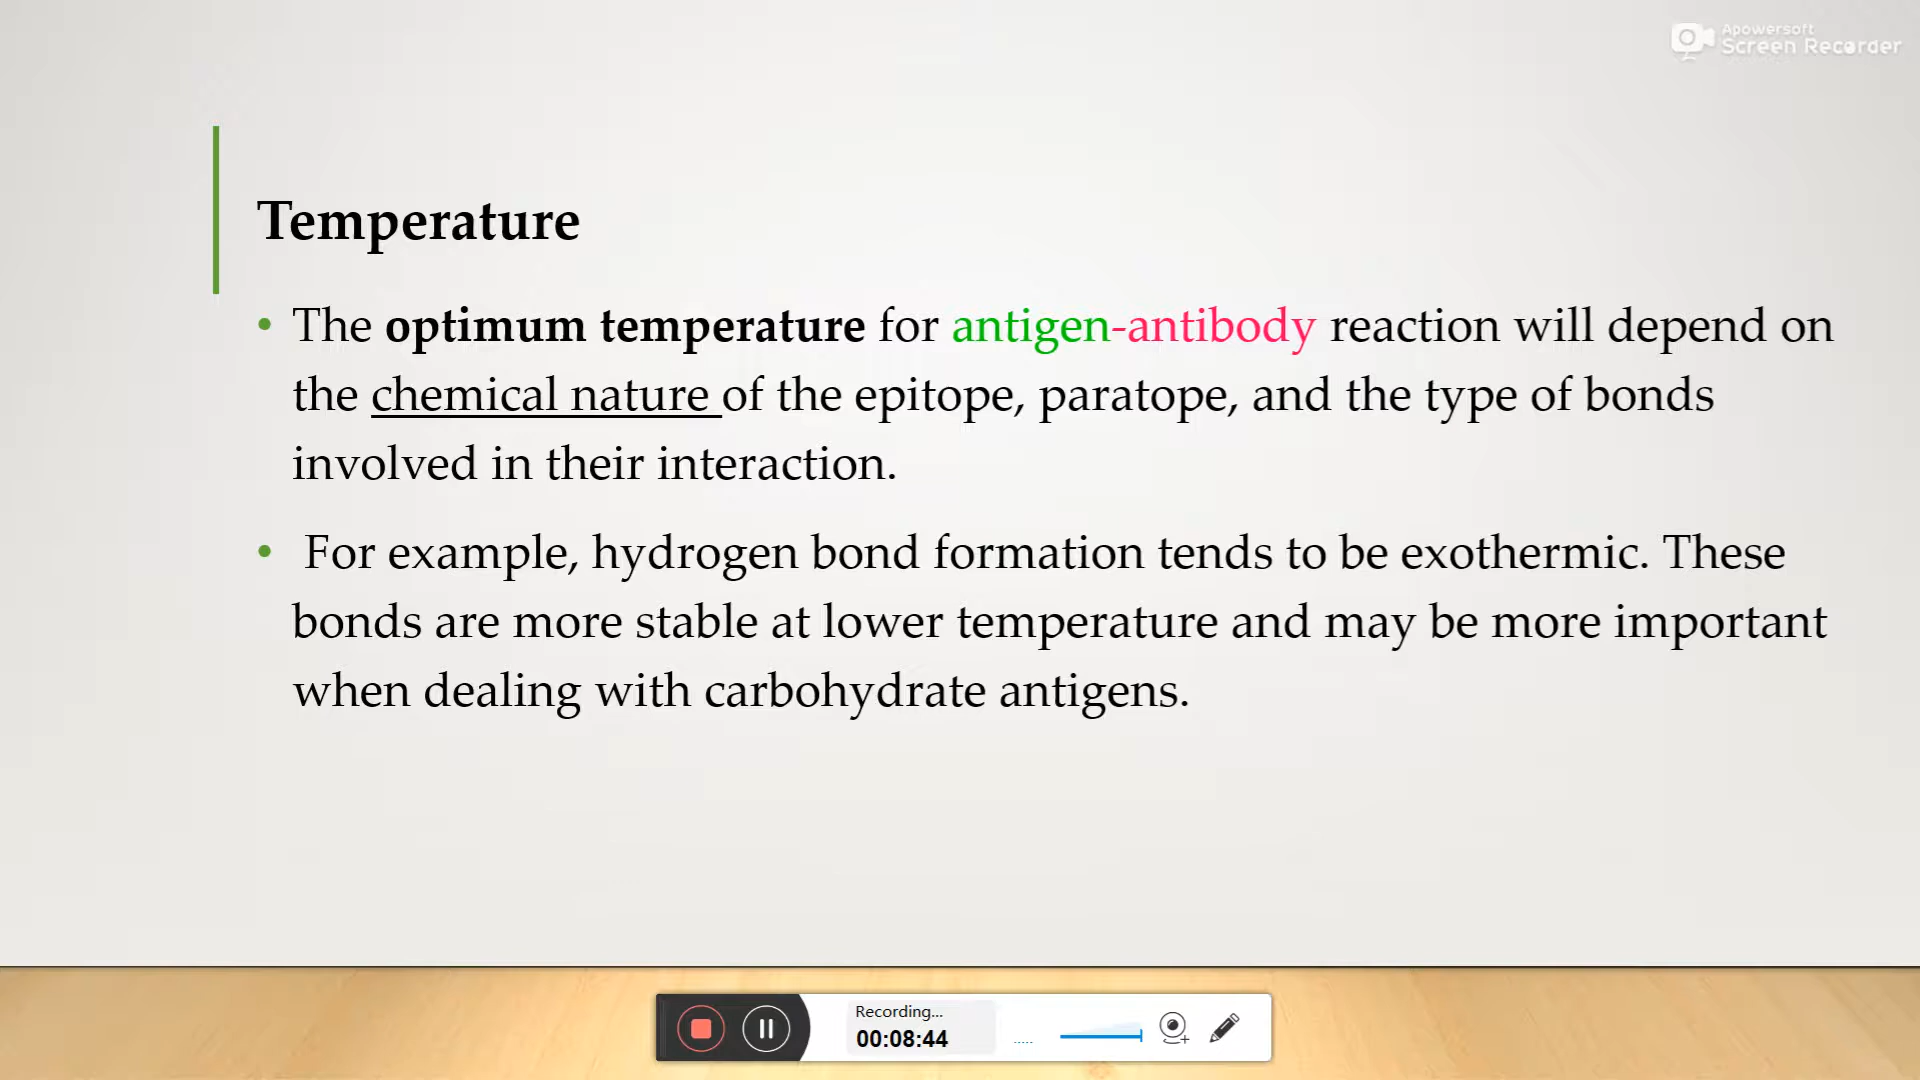 Apowersoft
Screen Recorder
Temperature
• The optimum temperature for antigen-antibody reaction will depend on
the chemical nature of the epitope, paratope, and the type of bonds
involved in their interaction.
• For example, hydrogen bond formation tends to be exothermic. These
bonds are more stable at lower temperature and may be more important
when dealing with carbohydrate antigens.
Recording...
00:08:44